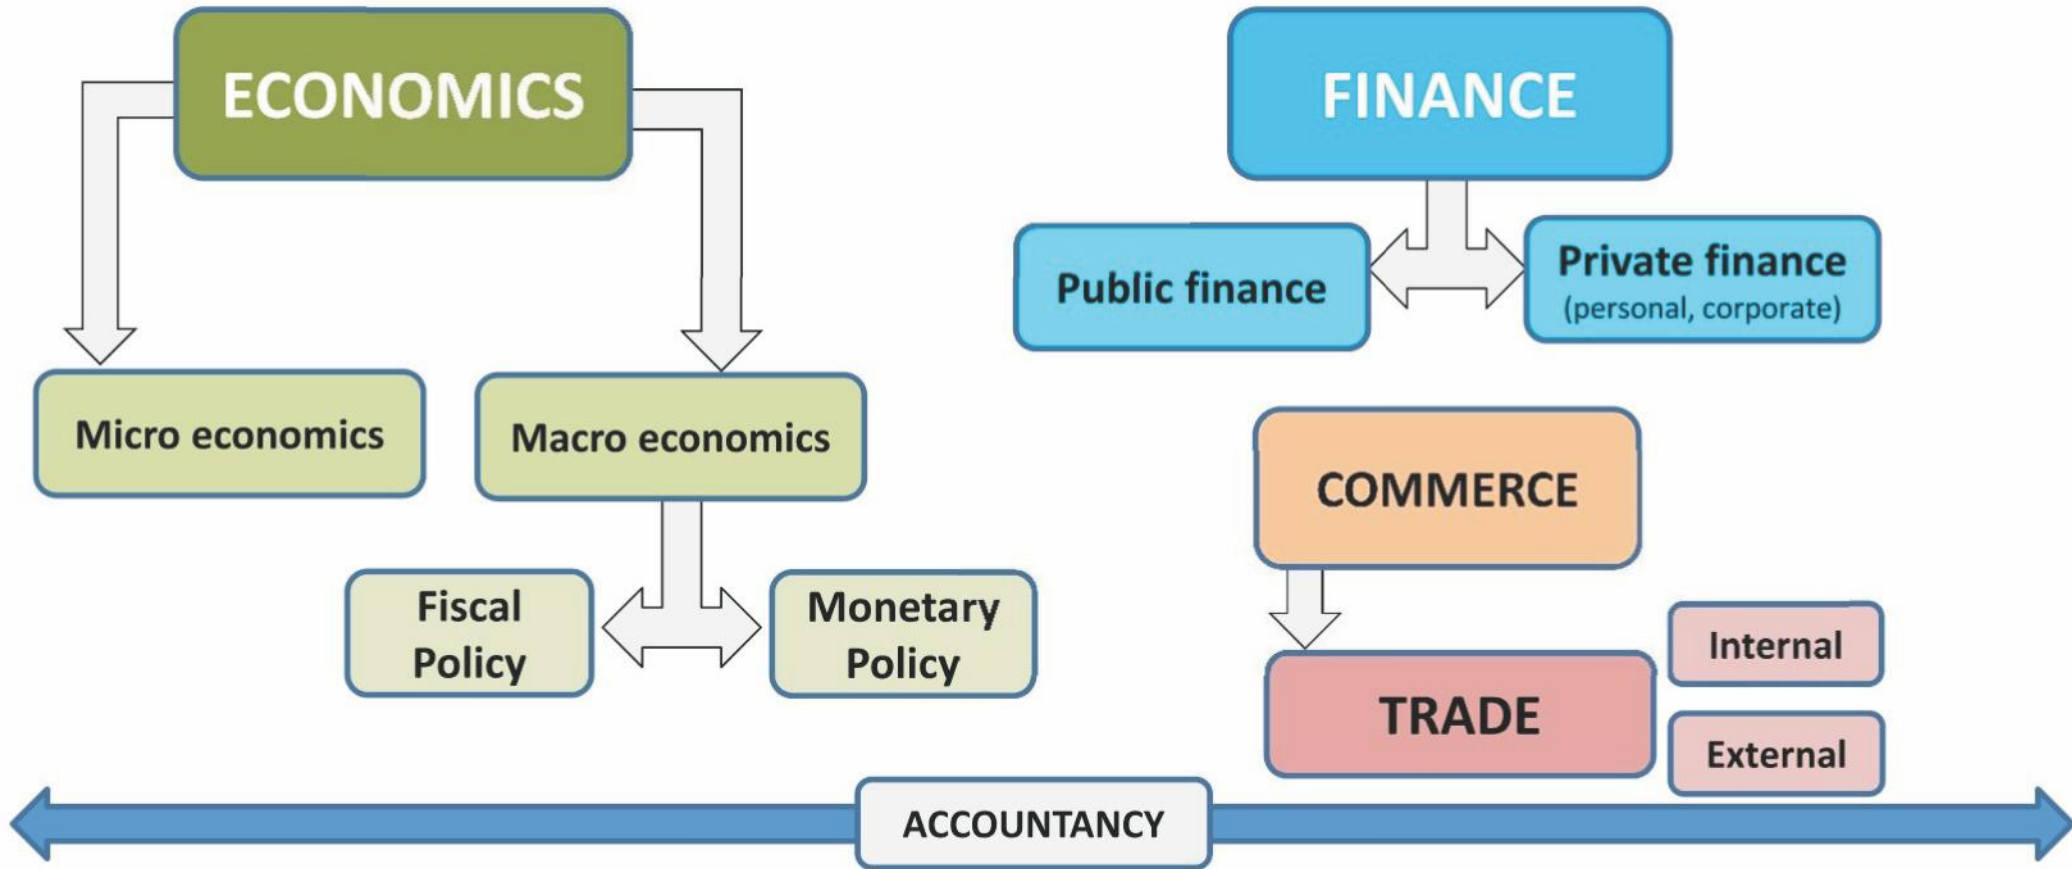 ECONOMICS
FINANCE
Public finance
Private finance
(personal, corporate)
Micro economics
Macro economics
COMMERCE
Fiscal
Policy
Monetary
Policy
TRADE
Internal
External
ACCOUNTANCY